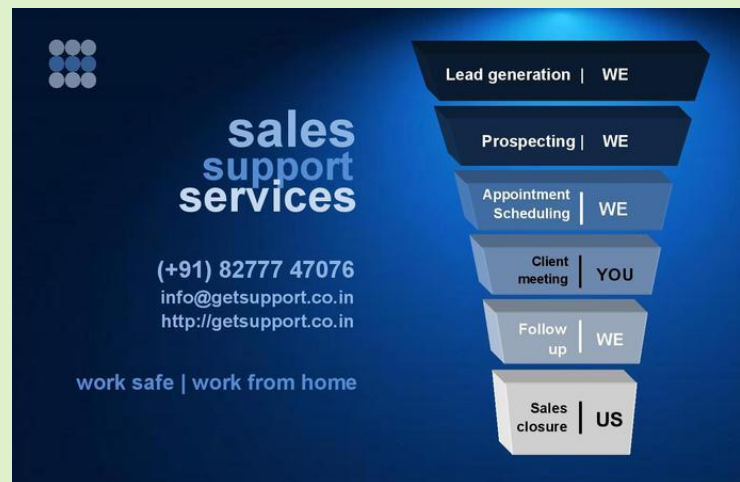 sales
support
services
(+91) 82777 47076
info@getsupport.co.in
http://getsupport.co.in
work safe | work from home
Lead generation | WE
Prospecting | WE
Appointment
Scheduling | WE
Client
meeting | YOU
Follow
up | WE
Sales
closure | US